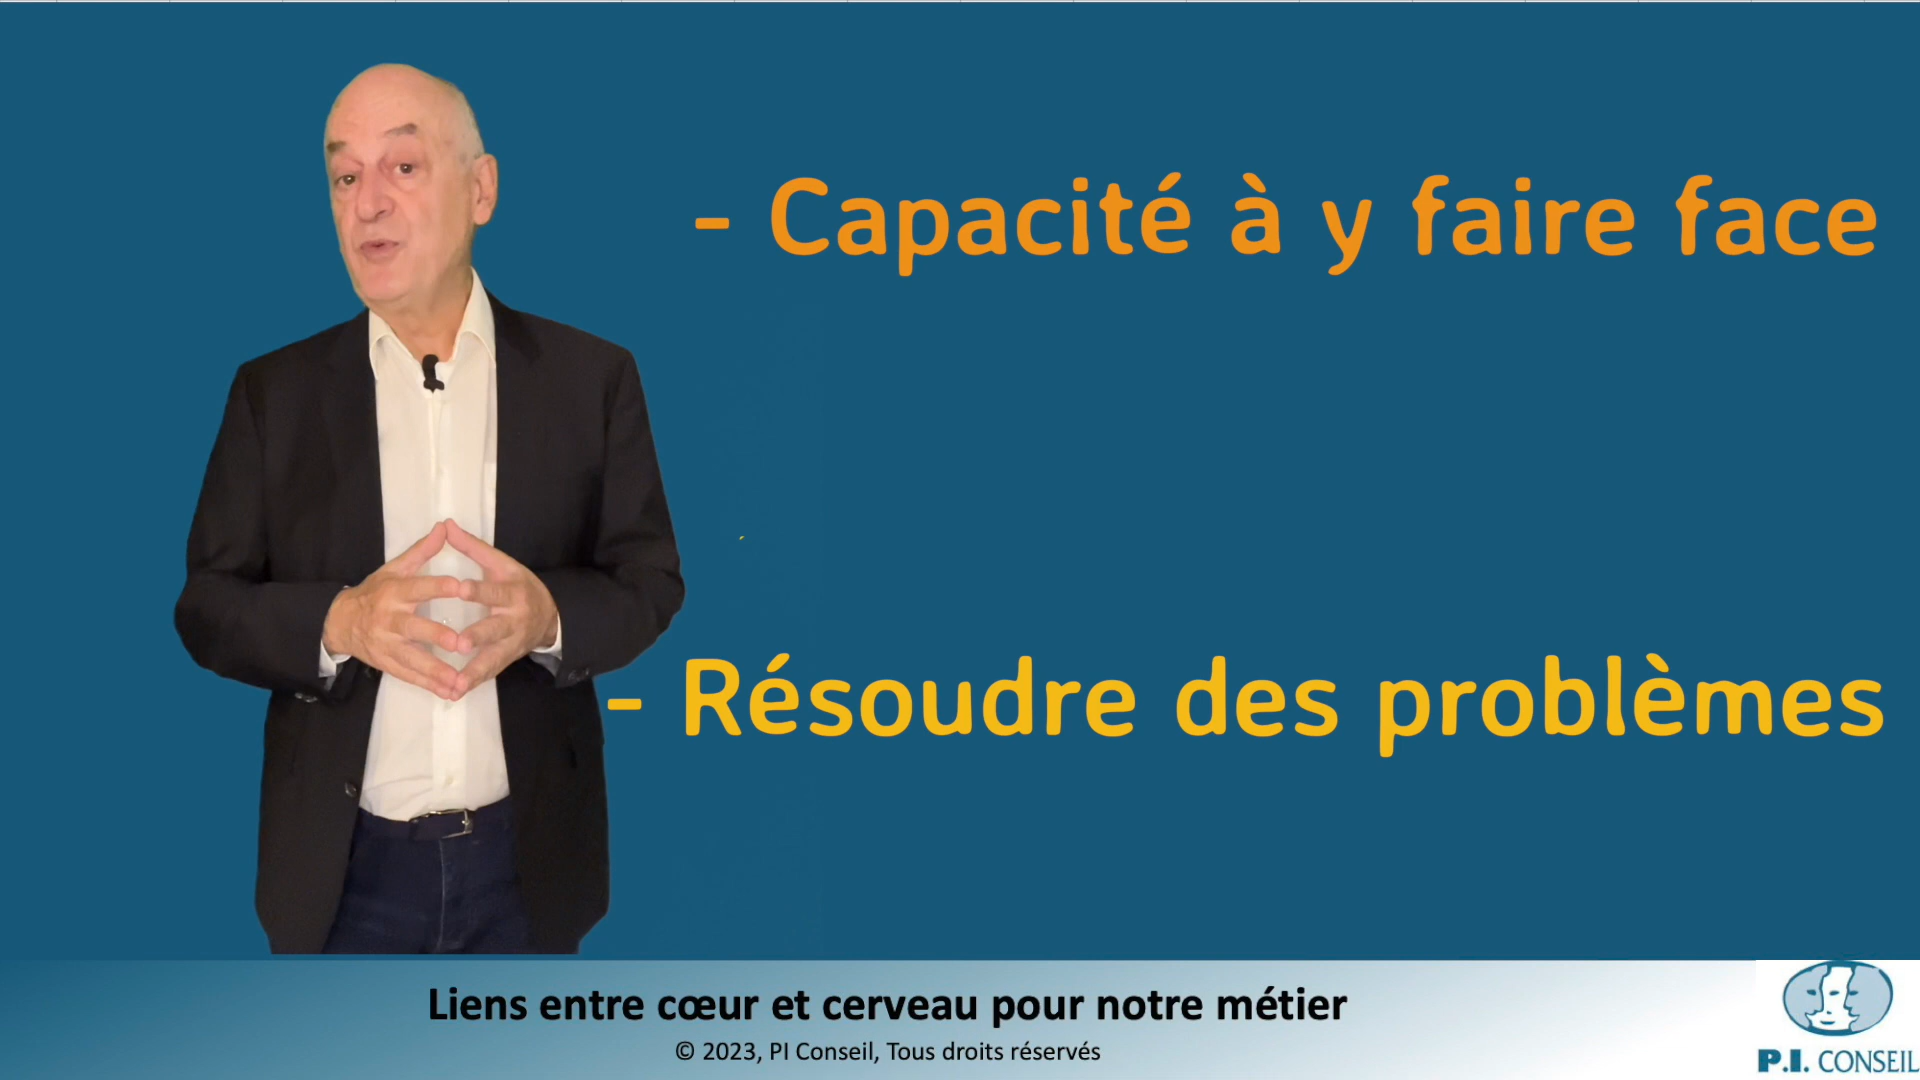 - Capacité à y faire face
- Résoudre des problèmes
Liens entre cœur et cerveau pour notre métier
© 2023, PI Conseil, Tous droits réservés
P.I. CONSEIL